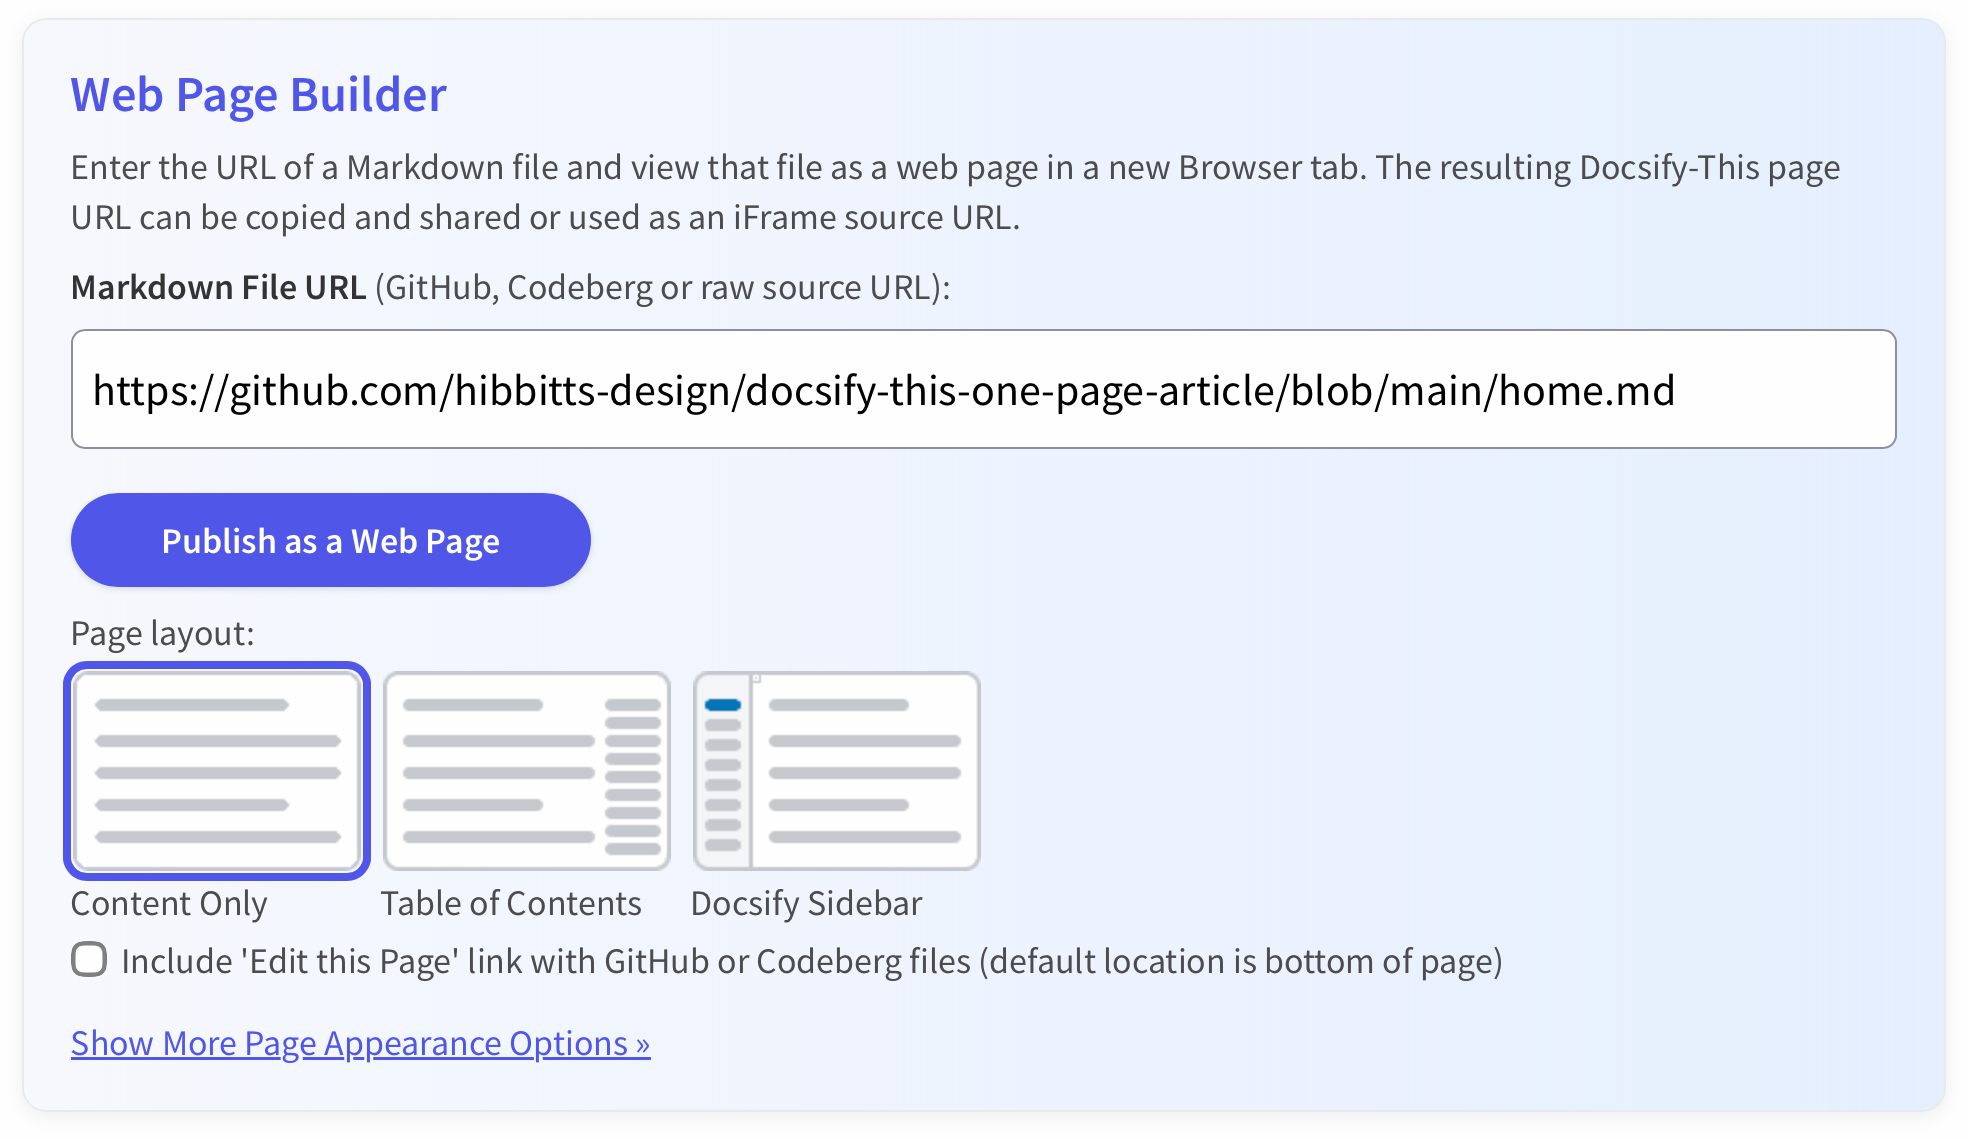 Web Page Builder
Enter the URL of a Markdown file and view that file as a web page in a new Browser tab. The resulting Docsify-This page
URL can be copied and shared or used as an iFrame source URL.
Markdown File URL (GitHub, Codeberg or raw source URL):
https://github.com/hibbitts-design/docsify-this-one-page-article/blob/main/home.md
Publish as a Web Page
Page layout:
Content Only
Table of Contents
Docsify Sidebar
Include 'Edit this Page' link with GitHub or Codeberg files (default location is bottom of page)
Show More Page Appearance Options »